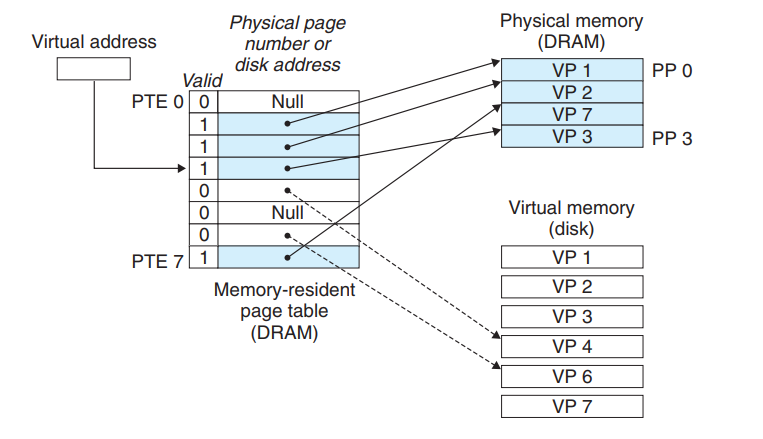 Virtual address
Physical page
number or
disk address
Valid
PTE 0
0
Null
1
1
1
0
0
Null
0
PTE 7
1
Memory-resident
page table
(DRAM)
Physical memory
(DRAM)
VP 1
PP 0
VP 2
VP 7
VP 3
PP 3
Virtual memory
(disk)
VP 1
VP 2
VP 3
VP 4
VP 6
VP 7